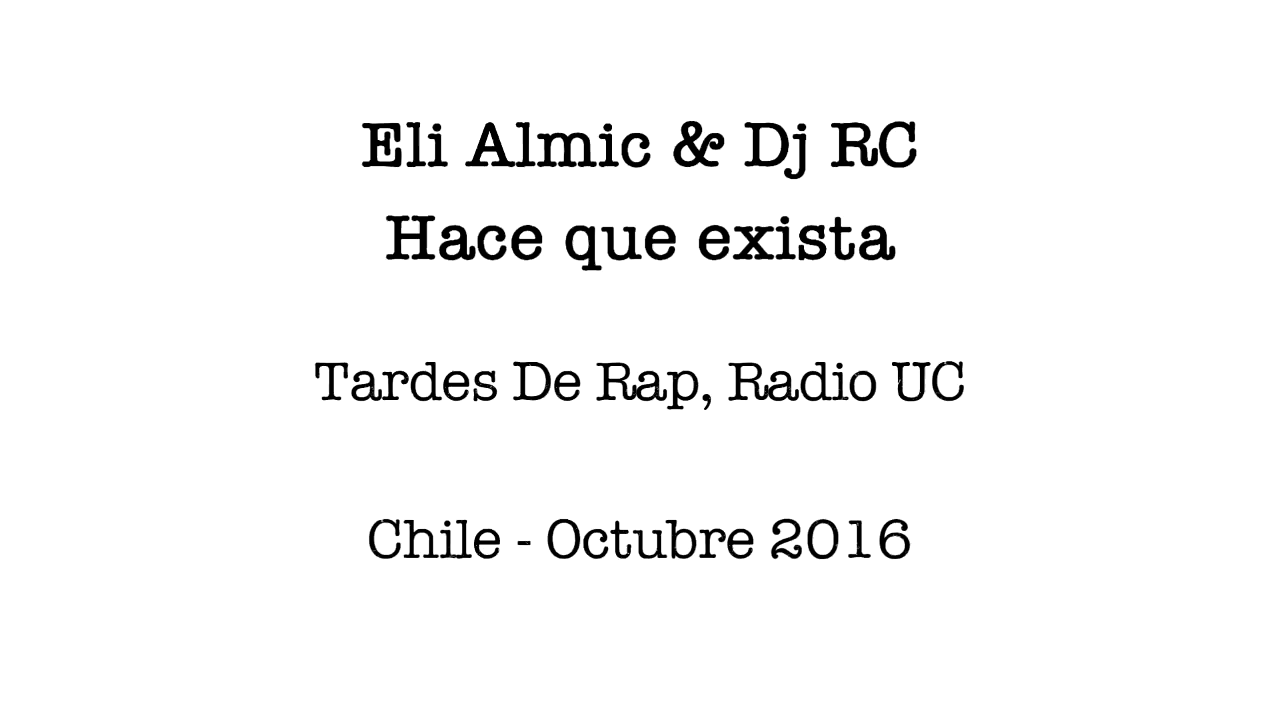 Eli Almic & Dj RC
Hace que exista
Tardes De Rap, Radio UC
Chile - Octubre 2016